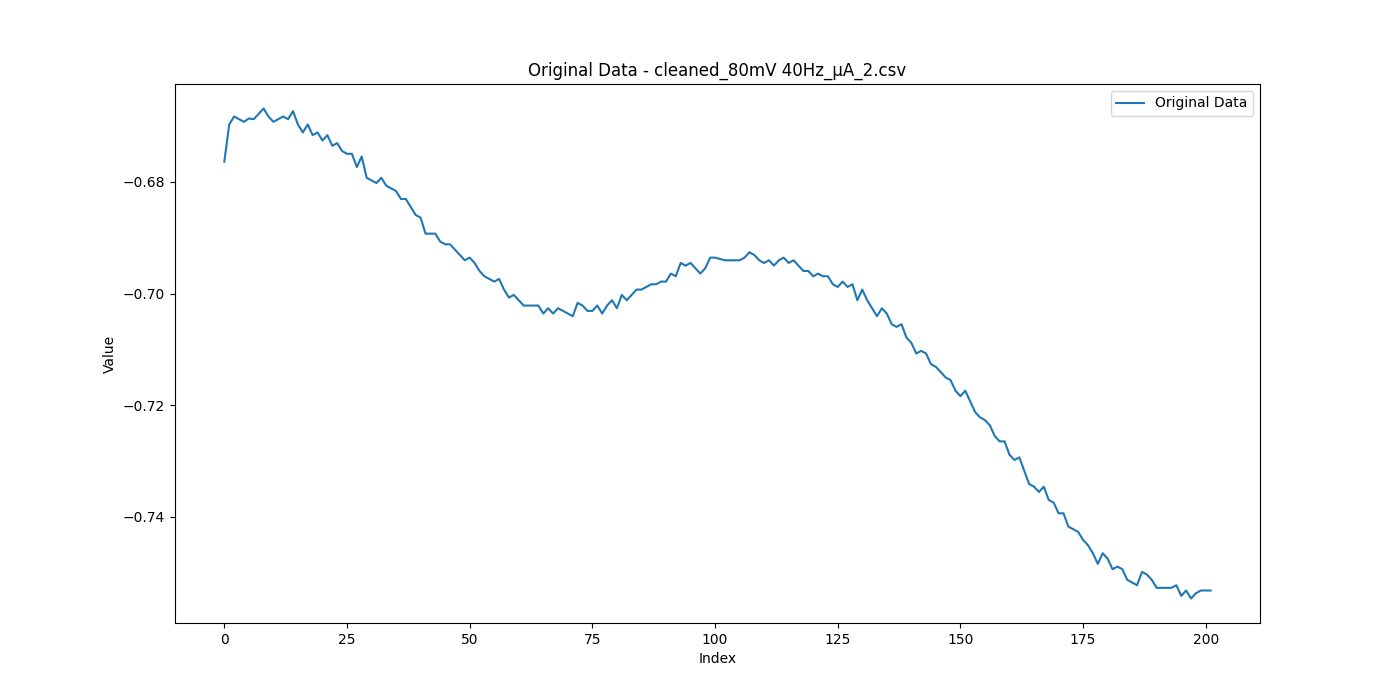 Original Data - cleaned_80mV 40Hz_μA_2.csv
Original Data
−0.68
−0.70
−0.72
−0.74
Value
0 25 50 75 100 125 150 175 200
Index